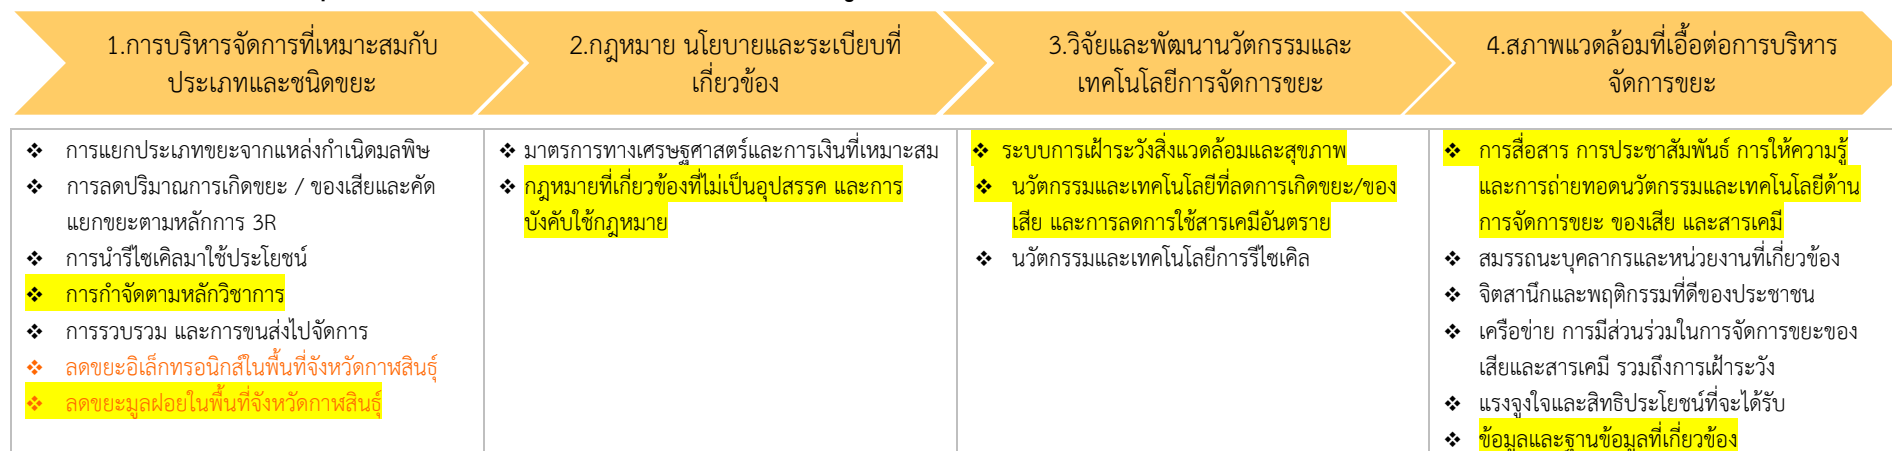 1.การบริหารจัดการที่เหมาะสมกับ
ประเภทและชนิดขยะ
2.กฎหมาย นโยบายและระเบียบที่
เกี่ยวข้อง
3.วิจัยและพัฒนานวัตกรรมและ
เทคโนโลยีการจัดการขยะ
4.สภาพแวดล้อมที่เอื้อต่อการบริหาร
จัดการขยะ
❖ การแยกประเภทขยะจากแหล่งกำเนิดมลพิษ
❖ การลดปริมาณการเกิดขยะ / ของเสียและคัด
แยกขยะตามหลักการ 3R
❖ การนำรีไซเคิลมาใช้ประโยชน์
❖ การกำจัดตามหลักวิชาการ
❖ การรวบรวม และการขนส่งไปจัดการ
❖ ลดขยะอิเล็กทรอนิกส์ในพื้นที่จังหวัดกาฬสินธุ์
❖ ลดขยะมูลฝอยในพื้นที่จังหวัดกาฬสินธุ์
❖ มาตรการทางเศรษฐศาสตร์และการเงินที่เหมาะสม
❖ กฎหมายที่เกี่ยวข้องที่ไม่เป็นอุปสรรค และการ
บังคับใช้กฎหมาย
❖ ระบบการเฝ้าระวังสิ่งแวดล้อมและสุขภาพ
❖ นวัตกรรมและเทคโนโลยีที่ลดการเกิดขยะ/ของ
เสีย และการลดการใช้สารเคมีอันตราย
❖ นวัตกรรมและเทคโนโลยีการรีไซเคิล
❖ การสื่อสาร การประชาสัมพันธ์ การให้ความรู้
และการถ่ายทอดนวัตกรรมและเทคโนโลยีด้าน
การจัดการขยะ ของเสีย และสารเคมี
❖ สมรรถนะบุคลากรและหน่วยงานที่เกี่ยวข้อง
❖ จิตสานึกและพฤติกรรมที่ดีของประชาชน
❖ เครือข่าย การมีส่วนร่วมในการจัดการขยะของ
เสียและสารเคมี รวมถึงการเฝ้าระวัง
❖ แรงจูงใจและสิทธิประโยชน์ที่จะได้รับ
❖ ข้อมูลและฐานข้อมูลที่เกี่ยวข้อง